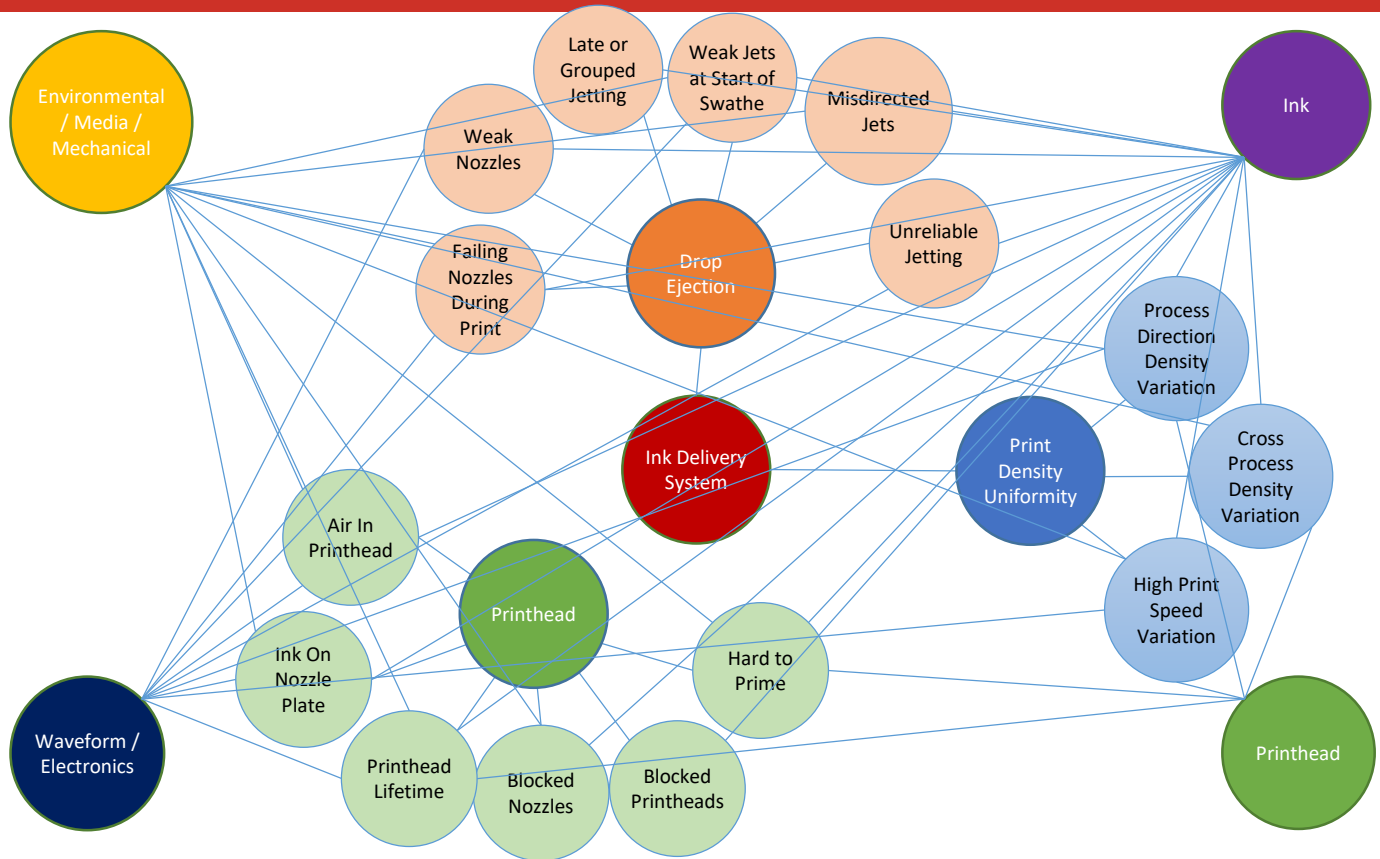 Environmental
/ Media /
Mechanical
Late or
Grouped
Jetting
Weak Jets
at Start of
Swathe
Misdirected
Jets
Ink
Weak
Nozzles
Unreliable
Jetting
Failing
Nozzles
During
Print
Drop
Ejection
Process
Direction
Density
Variation
Ink Delivery
System
Print
Density
Uniformity
Cross
Process
Density
Variation
Air In
Printhead
Printhead
High Print
Speed
Variation
Ink On
Nozzle
Plate
Hard to
Prime
Waveform /
Electronics
Printhead
Lifetime
Blocked
Nozzles
Blocked
Printheads
Printhead